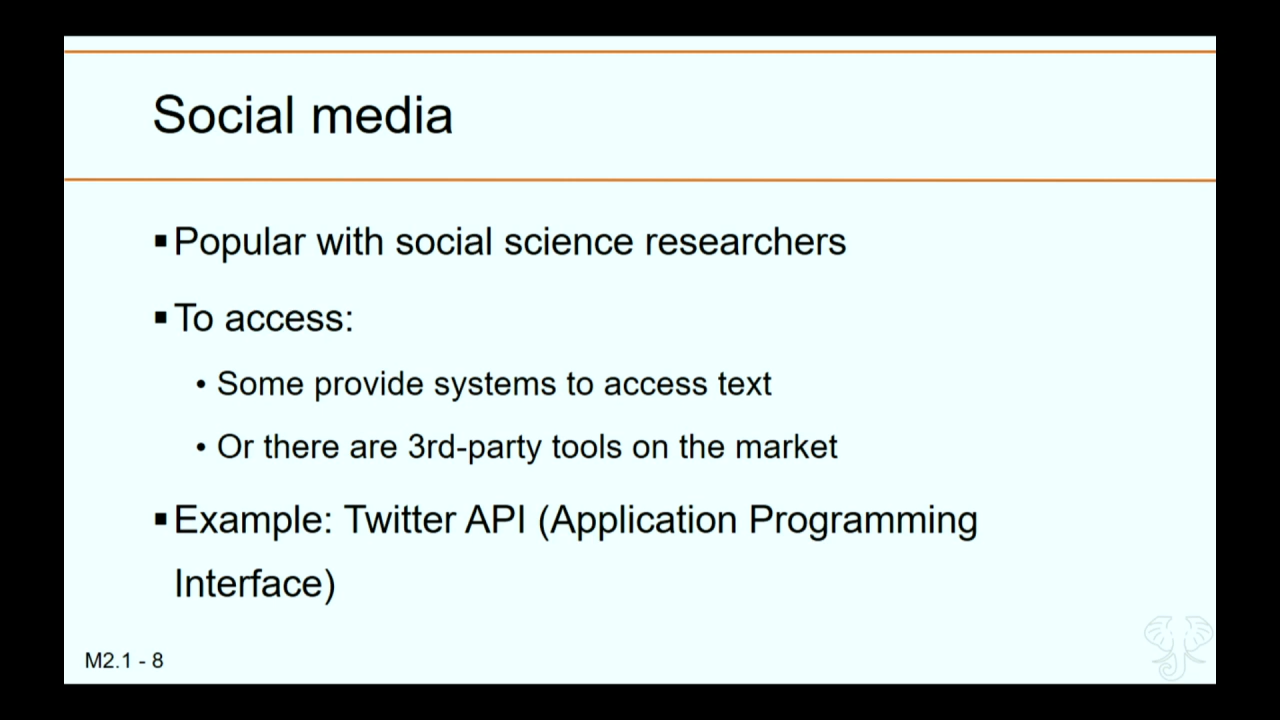 Social media
▪ Popular with social science researchers
▪ To access:
• Some provide systems to access text
• Or there are 3rd-party tools on the market
▪ Example: Twitter API (Application Programming
Interface)
M2.1 - 8